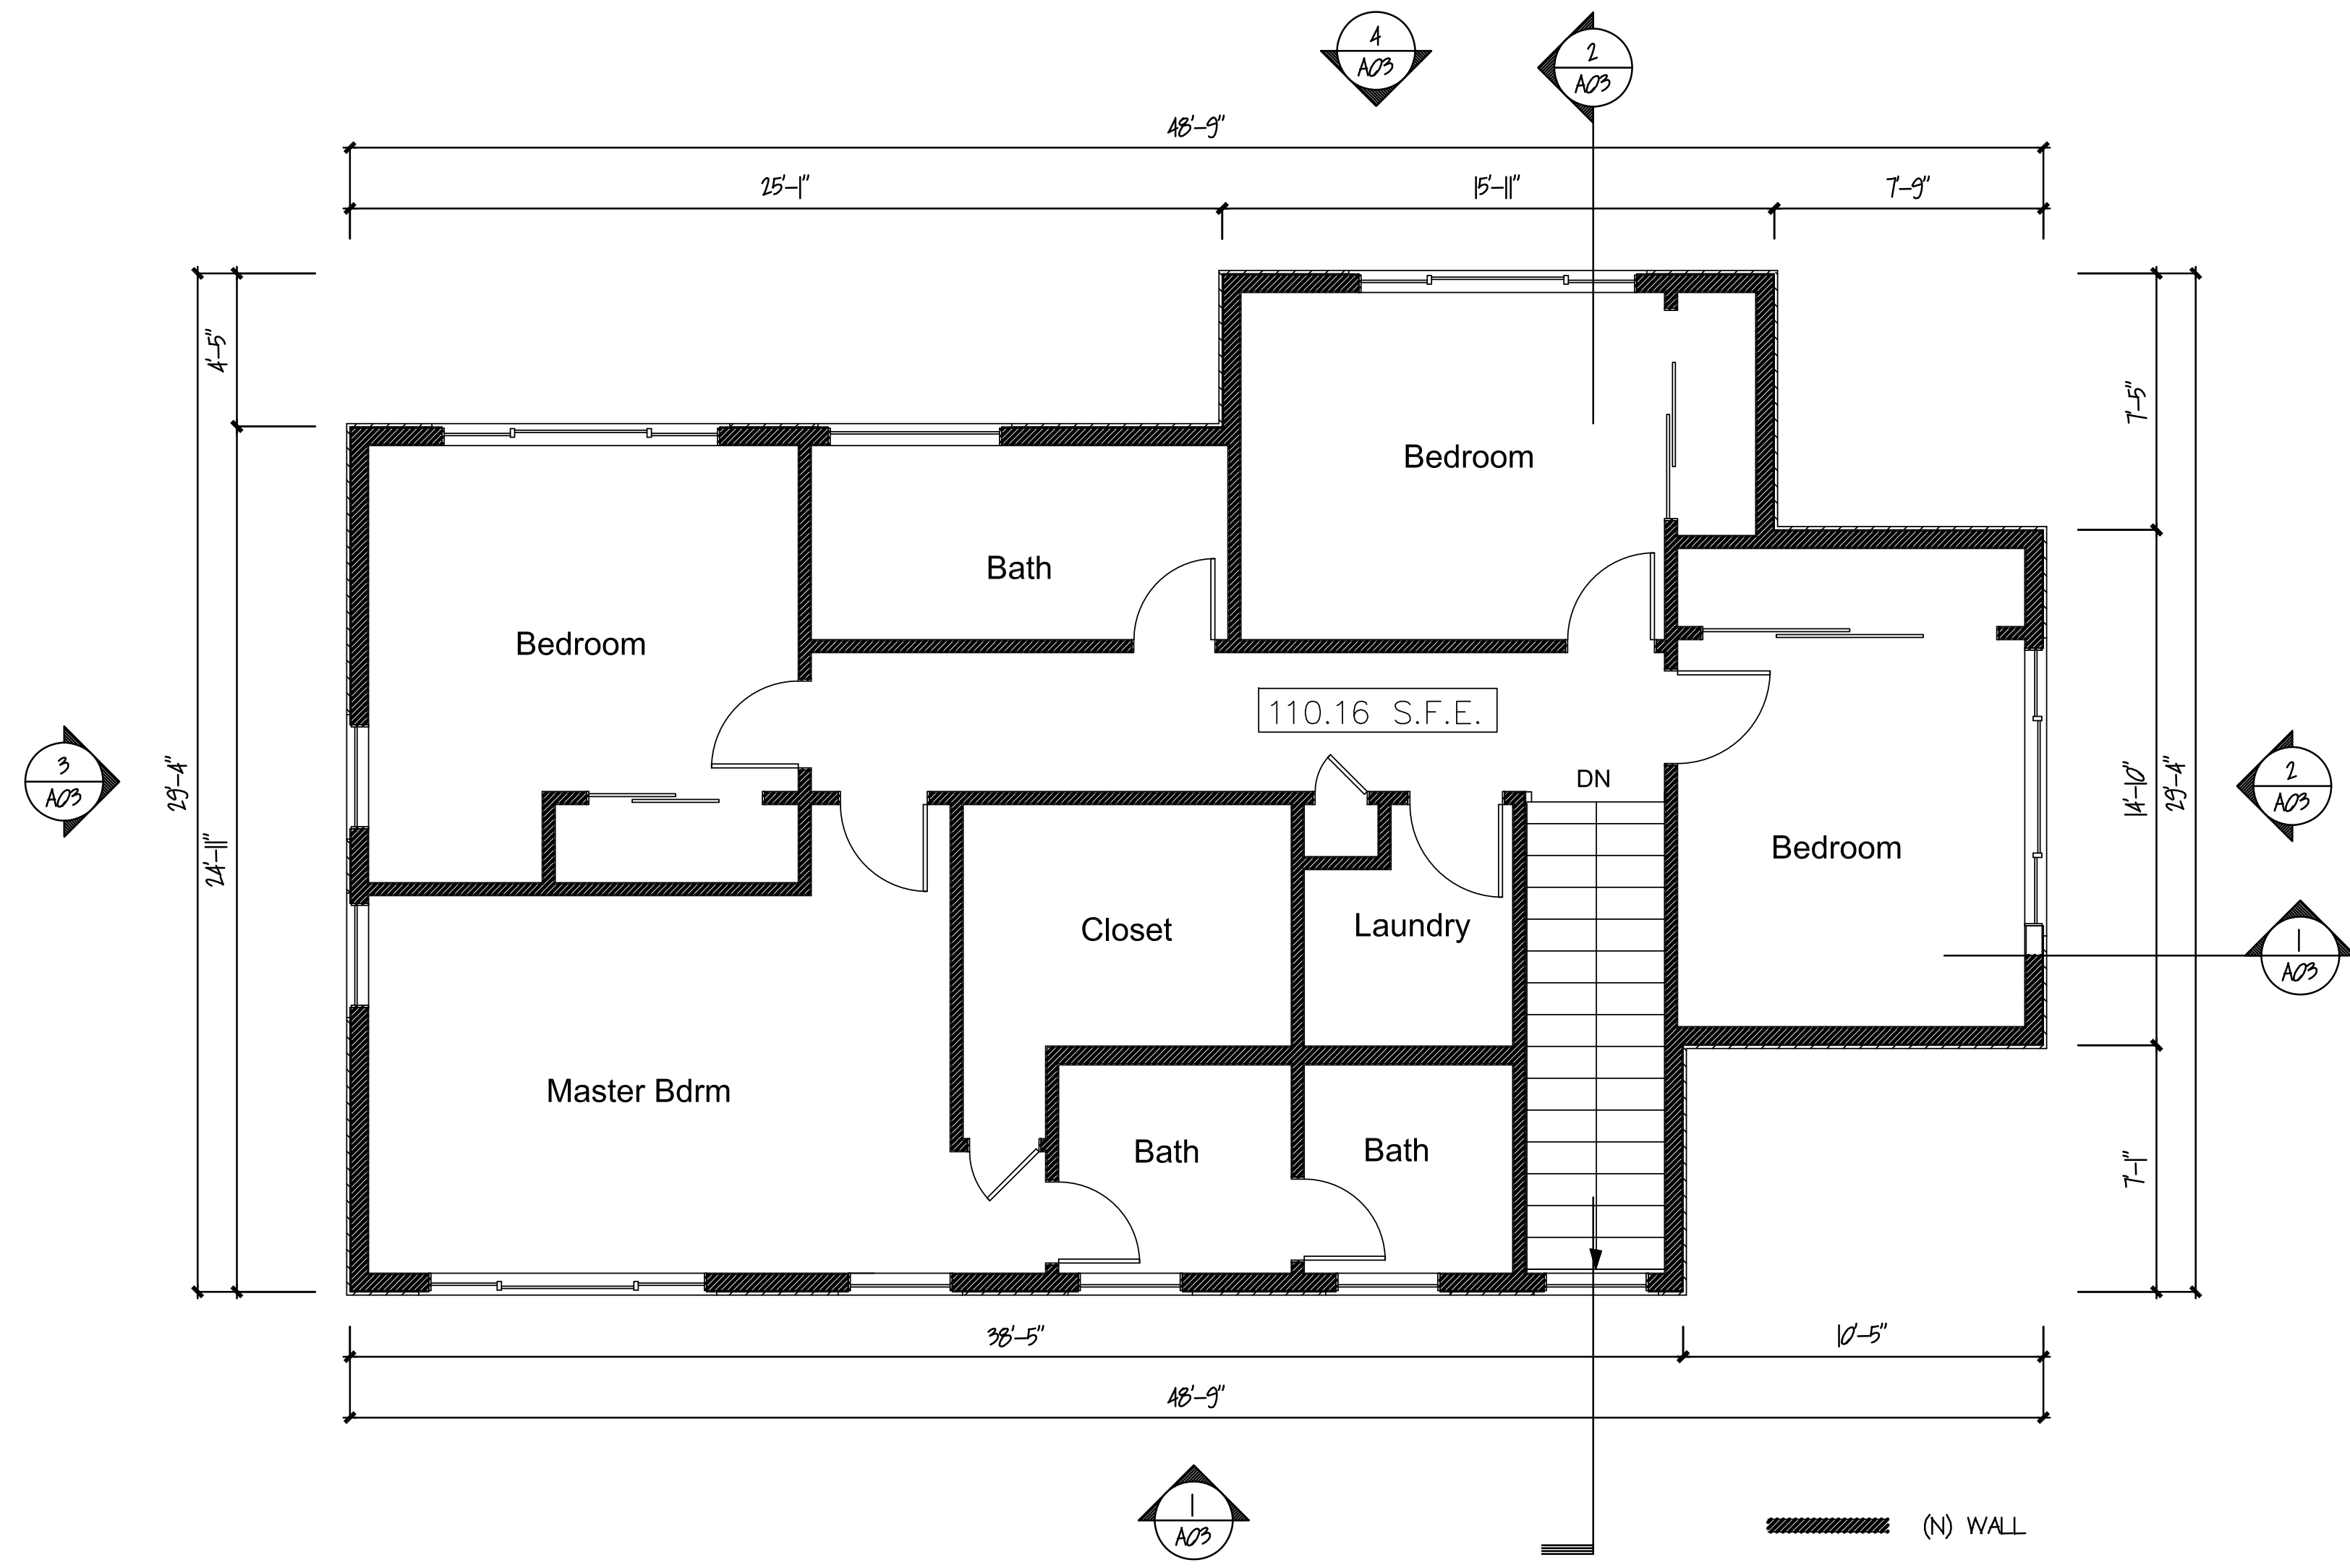 4
A03
2
A03
48'-9"
25'-1"
15'-11"
7'-9"
4'-5"
7'-5"
Bedroom
Bath
Bedroom
110.16 S.F.E.
3
A03
29'-4"
24'-11"
DN
14'-10"
29'-4"
2
A03
Bedroom
Closet
Laundry
1
A03
Master Bdrm
Bath
Bath
7'-1"
38'-5"
10'-5"
48'-9"
1
A03
(N) WALL